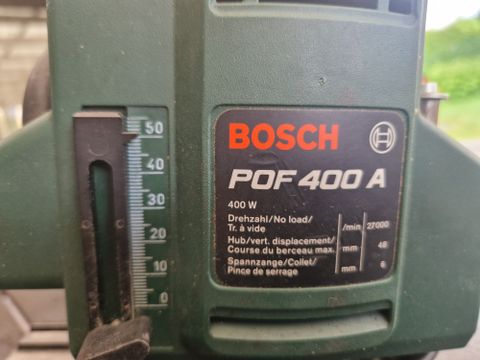 50
40
30
20
10
0
BOSCH
POF 400 A
400 W
Drehzahl/No load/
Tr. à vide /min 27000
Hub/vert. displacement/
Course du berceau max. mm 48
Spannzange/Collet/
Pince de serrage mm 6